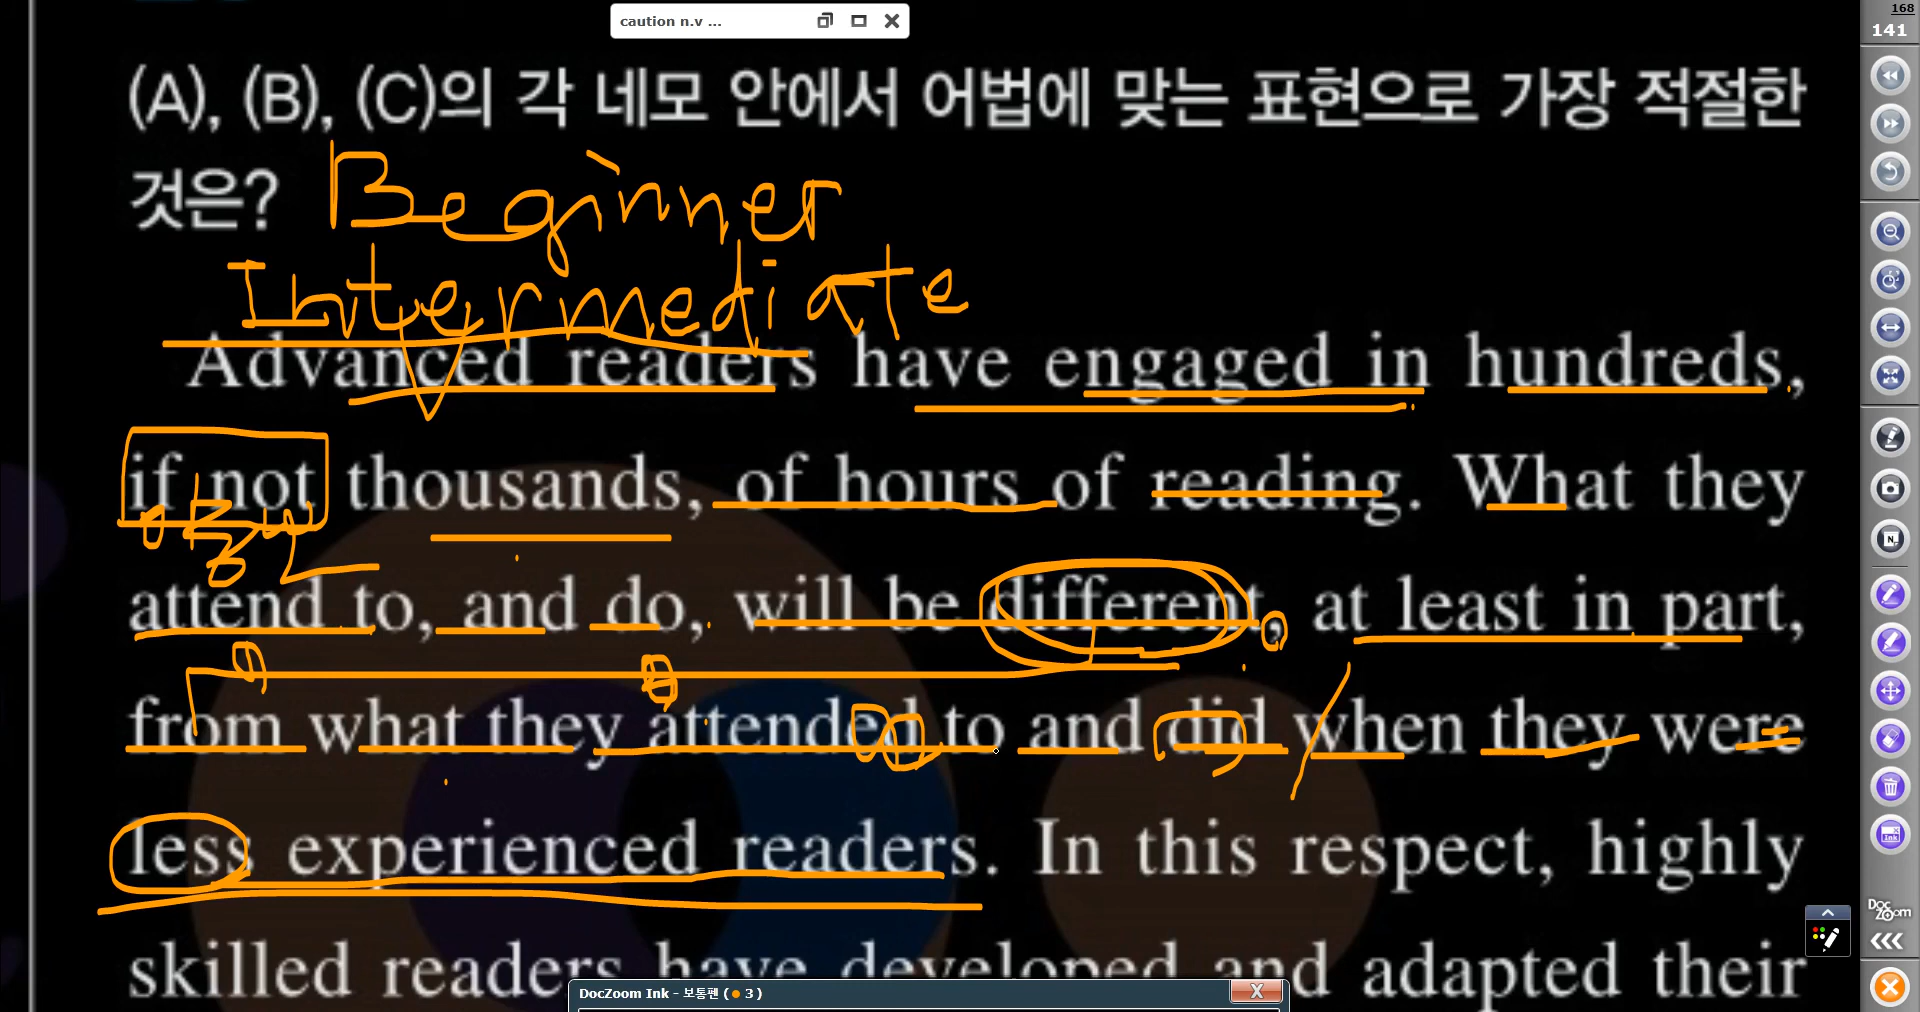 caution n.v ...
168
141
(A), (B), (C)의 각 네모 안에서 어법에 맞는 표현으로 가장 적절한
것은?
Beginner
Intermediate
Advanced readers have engaged in hundreds,
if not thousands, of hours of reading. What they
attend to, and do, will be different, at least in part,
from what they attended to and did when they were
less experienced readers. In this respect, highly
skilled readers have developed and adapted their
Doc
Zoom
DocZoom Ink - 보통펜 ( 3 )